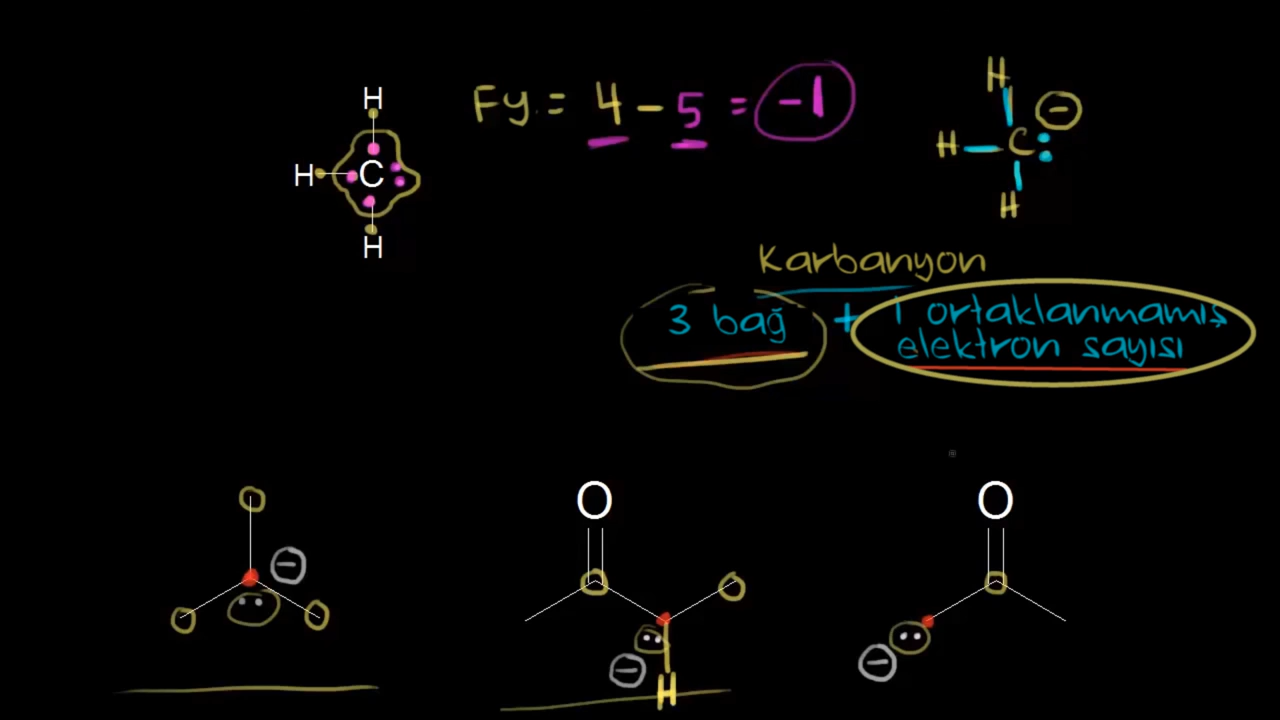 H
H C
H
Fy. = 4 - 5 = -1
H
H C : -
H
Karbanyon
3 bağ + 1 ortaklanmamış
elektron sayısı
-
O
-
H
O
-